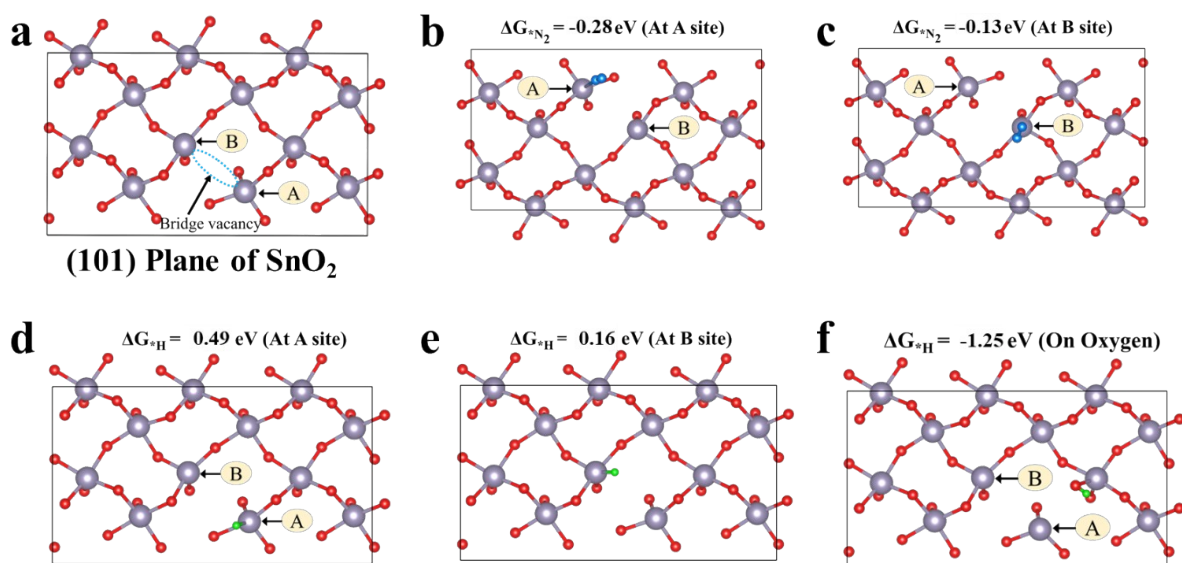 a
B
A
Bridge vacancy
(101) Plane of SnO₂
b
ΔG*N₂ = -0.28 eV (At A site)
A
B
c
ΔG*N₂ = -0.13 eV (At B site)
A
B
d
ΔG*H = 0.49 eV (At A site)
B
A
e
ΔG*H = 0.16 eV (At B site)
B
A
f
ΔG*H = -1.25 eV (On Oxygen)
B
A